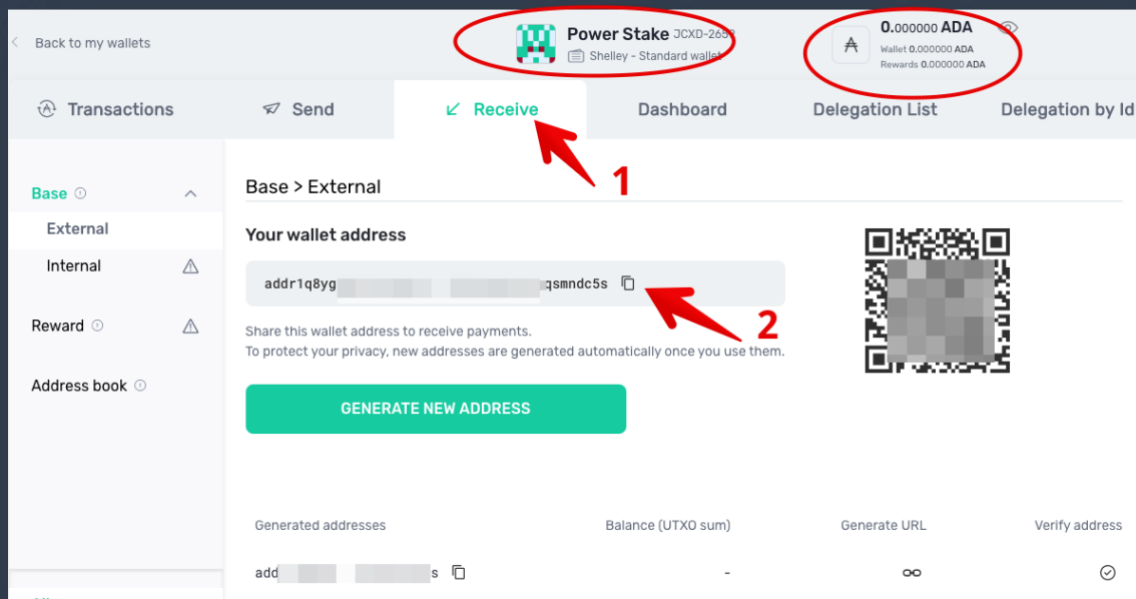 Back to my wallets
Power Stake JCXD-2653
Shelley - Standard wallet
0.000000 ADA
Wallet 0.000000 ADA
Rewards 0.000000 ADA
Transactions
Send
Receive
Dashboard
Delegation List
Delegation by Id
1
Base
External
Internal
Reward
Address book
Base > External
Your wallet address
addr1q8yg
qsmndc5s
2
Share this wallet address to receive payments.
To protect your privacy, new addresses are generated automatically once you use them.
GENERATE NEW ADDRESS
Generated addresses Balance (UTXO sum) Generate URL Verify address
add s -